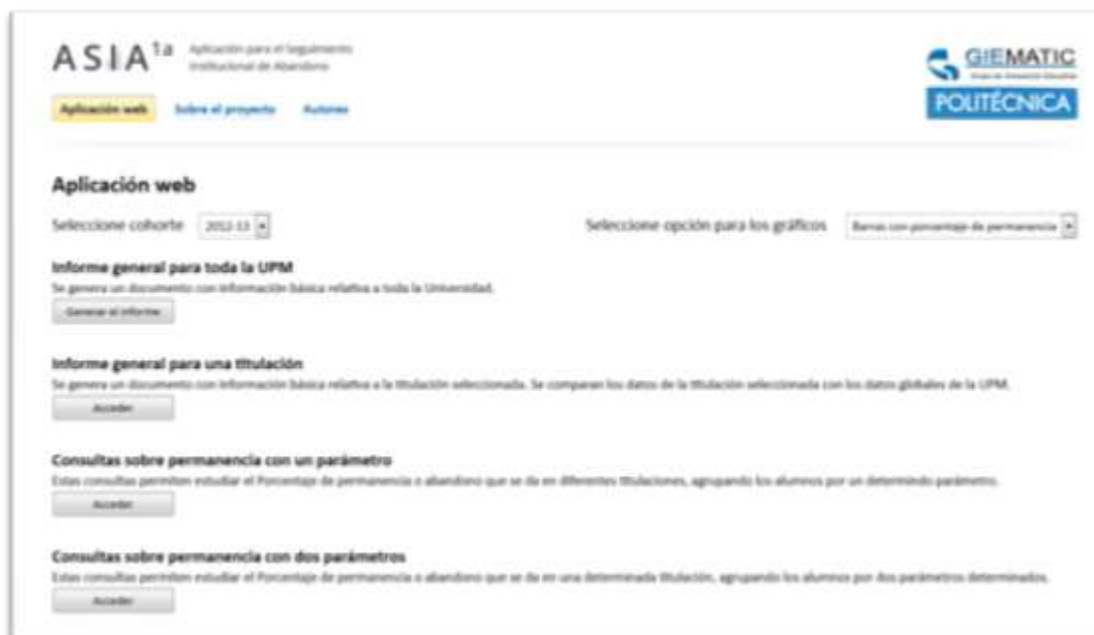 ASIA1a Aplicación para el Seguimiento
Institucional de Abandono
GIEMATIC
Grupo de Innovación Educativa
POLITÉCNICA
Aplicación web Sobre el proyecto Autores
Aplicación web
Seleccione cohorte 2012-13 Seleccione opción para los gráficos Barras con porcentaje de permanencia
Informe general para toda la UPM
Se genera un documento con información básica relativa a toda la Universidad.
Generar el informe
Informe general para una titulación
Se genera un documento con información básica relativa a la titulación seleccionada. Se comparan los datos de la titulación seleccionada con los datos globales de la UPM.
Acceder
Consultas sobre permanencia con un parámetro
Estas consultas permiten estudiar el Porcentaje de permanencia o abandono que se da en diferentes titulaciones, agrupando los alumnos por un determindo parámetro.
Acceder
Consultas sobre permanencia con dos parámetros
Estas consultas permiten estudiar el Porcentaje de permanencia o abandono que se da en una determinada titulación, agrupando los alumnos por dos parámetros determinados.
Acceder